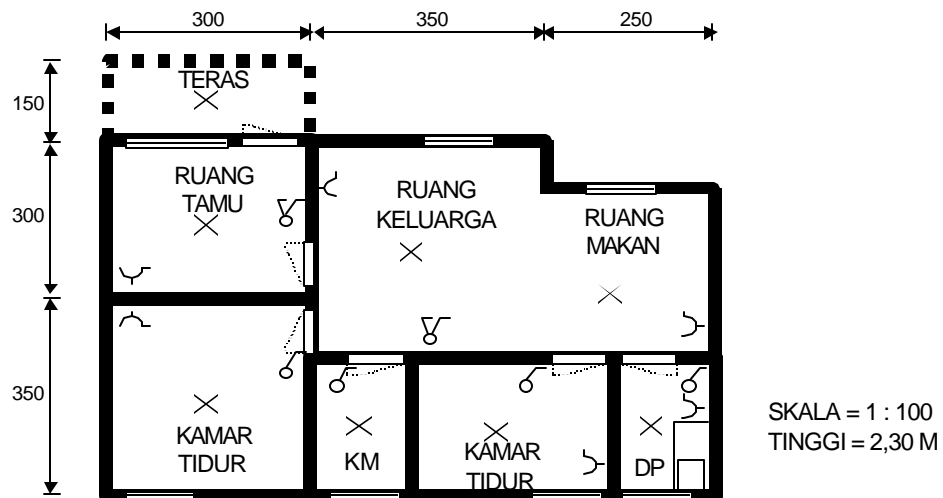 300
350
250
150
TERAS
RUANG
TAMU
RUANG
KELUARGA
RUANG
MAKAN
300
350
KAMAR
TIDUR
KM
KAMAR
TIDUR
DP
SKALA = 1 : 100
TINGGI = 2,30 M